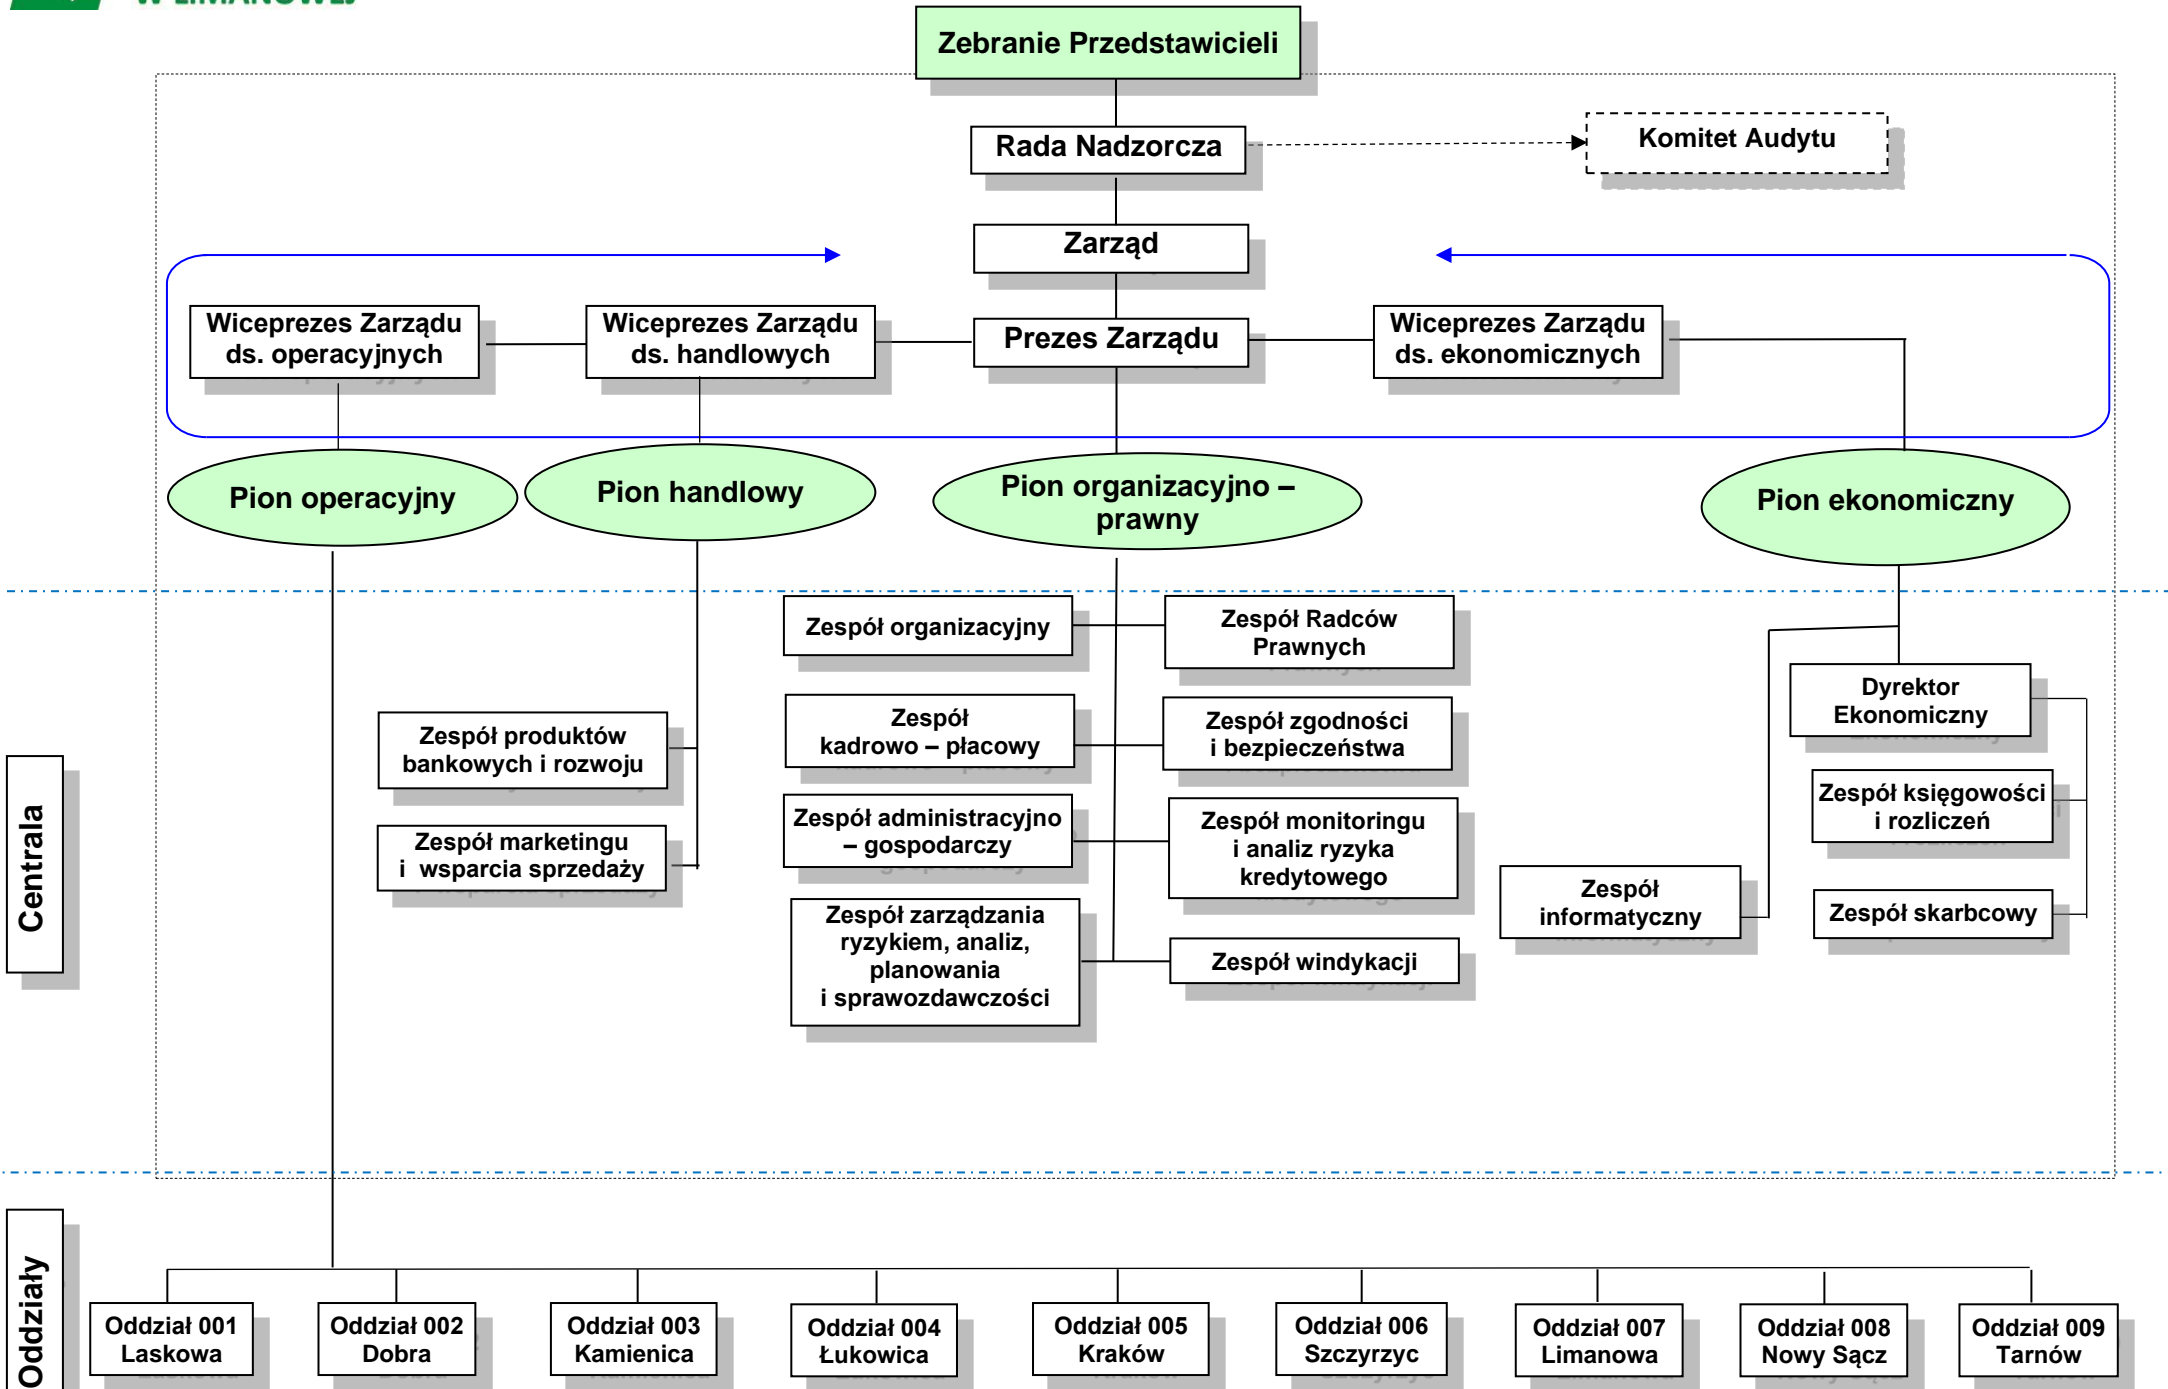 W LIMANOWEJ
Zebranie Przedstawicieli
Rada Nadzorcza
Komitet Audytu
Zarząd
Wiceprezes Zarządu
ds. operacyjnych
Wiceprezes Zarządu
ds. handlowych
Prezes Zarządu
Wiceprezes Zarządu
ds. ekonomicznych
Pion operacyjny
Pion handlowy
Pion organizacyjno –
prawny
Pion ekonomiczny
Centrala
Zespół organizacyjny
Zespół Radców
Prawnych
Zespół produktów
bankowych i rozwoju
Zespół marketingu
i wsparcia sprzedaży
Zespół
kadrowo – płacowy
Zespół zgodności
i bezpieczeństwa
Zespół administracyjno
– gospodarczy
Zespół monitoringu
i analiz ryzyka
kredytowego
Zespół zarządzania
ryzykiem, analiz,
planowania
i sprawozdawczości
Zespół windykacji
Dyrektor
Ekonomiczny
Zespół księgowości
i rozliczeń
Zespół
informatyczny
Zespół skarbcowy
Oddziały
Oddział 001
Laskowa
Oddział 002
Dobra
Oddział 003
Kamienica
Oddział 004
Łukowica
Oddział 005
Kraków
Oddział 006
Szczyrzyc
Oddział 007
Limanowa
Oddział 008
Nowy Sącz
Oddział 009
Tarnów